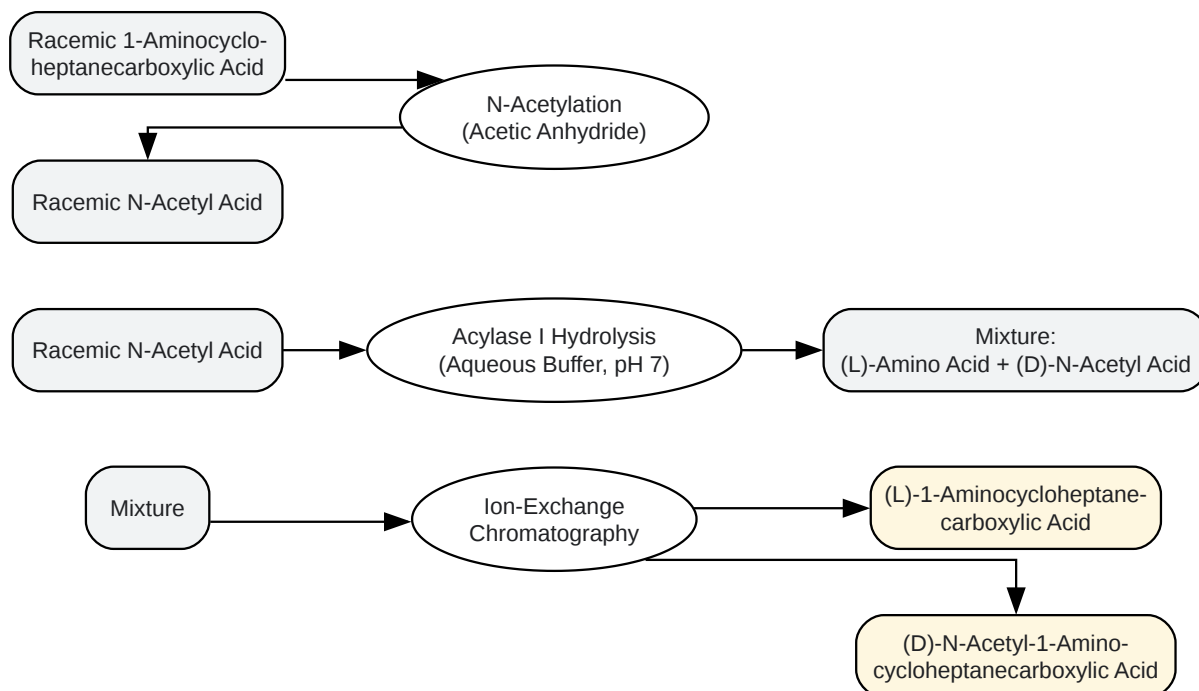 Racemic 1-Aminocyclo-
heptanecarboxylic Acid
N-Acetylation
(Acetic Anhydride)
Racemic N-Acetyl Acid
Racemic N-Acetyl Acid
Acylase I Hydrolysis
(Aqueous Buffer, pH 7)
Mixture:
(L)-Amino Acid + (D)-N-Acetyl Acid
Mixture
Ion-Exchange
Chromatography
(L)-1-Aminocycloheptane-
carboxylic Acid
(D)-N-Acetyl-1-Amino-
cycloheptanecarboxylic Acid